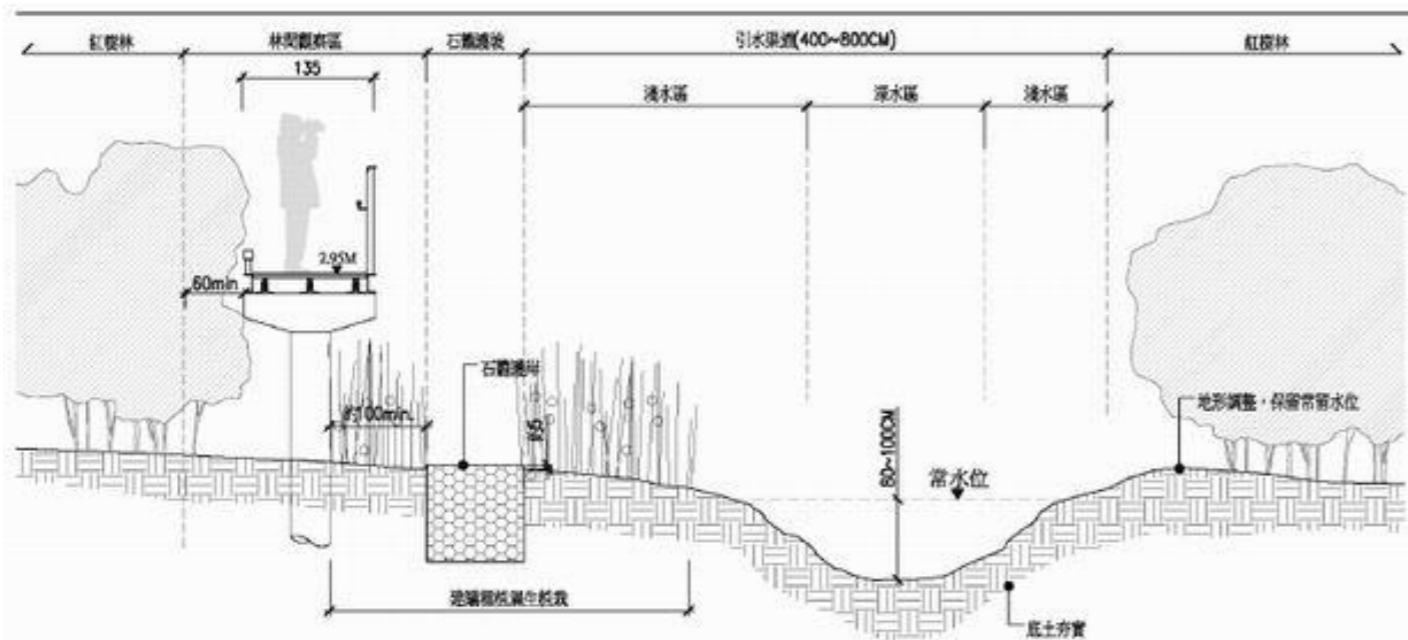 紅樹林
林間觀察區
石籠護坡
引水渠道(400~800CM)
紅樹林
135
淺水區
深水區
淺水區
2.95M
60min
石籠護岸
約100min.
約5
60~100CM
地形調整，保留常留水位
常水位
底土夯實